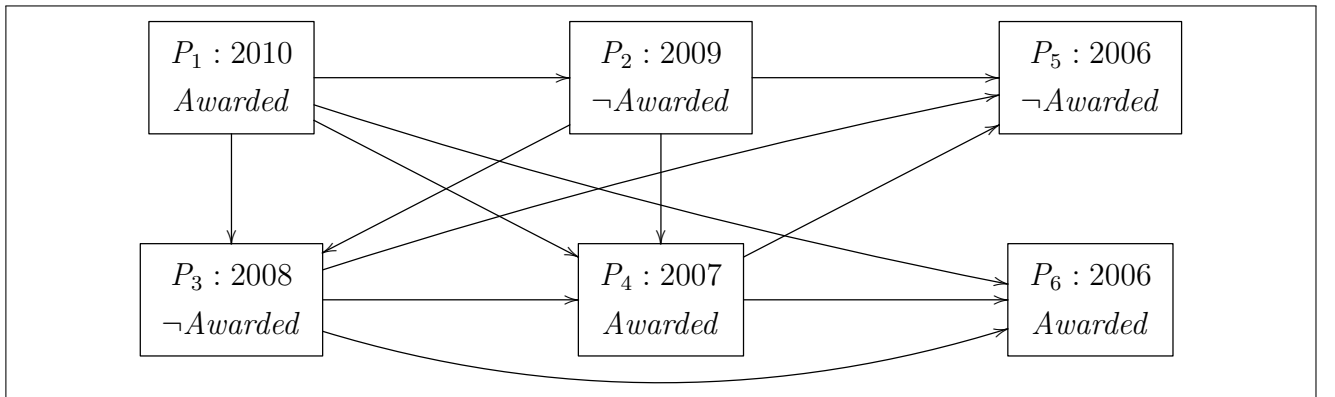 P₁ : 2010
Awarded
P₂ : 2009
¬Awarded
P₅ : 2006
¬Awarded
P₃ : 2008
¬Awarded
P₄ : 2007
Awarded
P₆ : 2006
Awarded